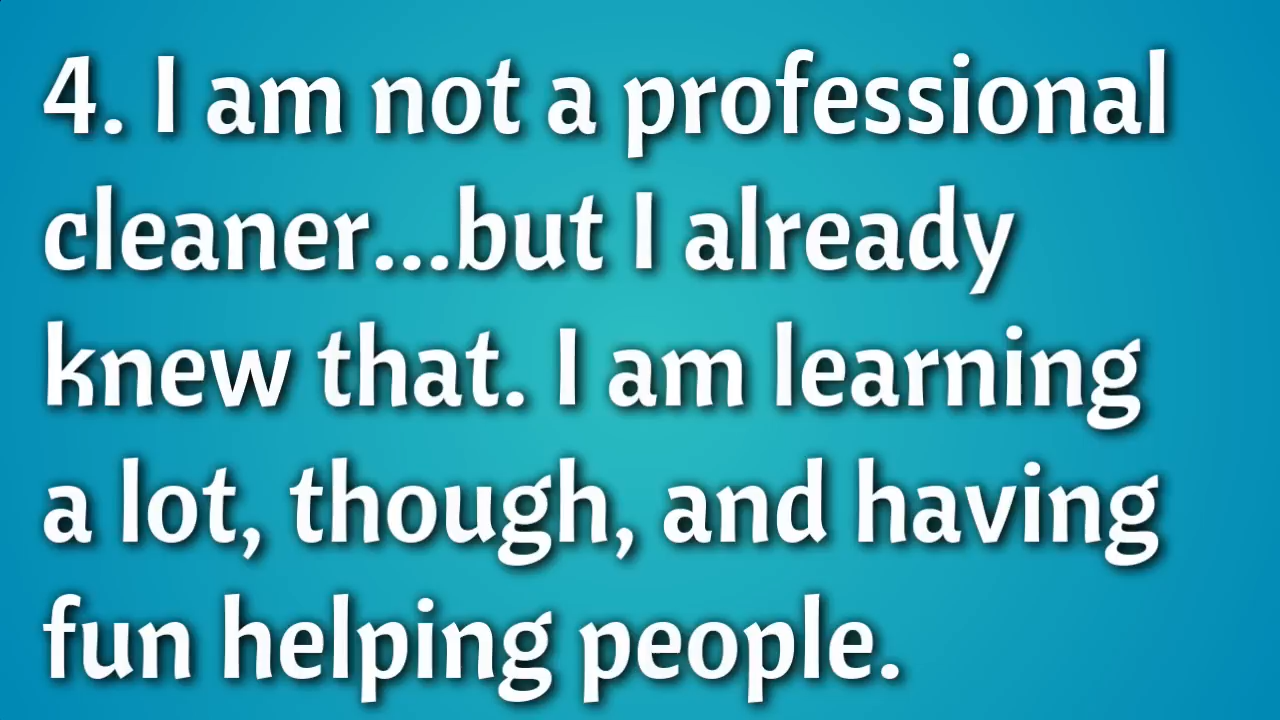 4. I am not a professional
cleaner...but I already
knew that. I am learning
a lot, though, and having
fun helping people.